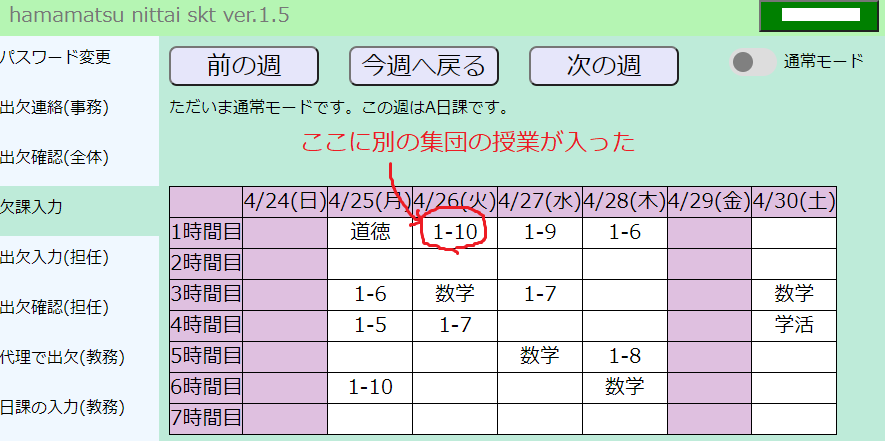 hamamatsu nittai skt ver.1.5
パスワード変更
出欠連絡(事務)
出欠確認(全体)
欠課入力
出欠入力(担任)
出欠確認(担任)
代理で出欠(教務)
日課の入力(教務)
前の週 今週へ戻る 次の週 通常モード
ただいま通常モードです。この週はA日課です。
ここに別の集団の授業が入った
4/24(日) 4/25(月) 4/26(火) 4/27(水) 4/28(木) 4/29(金) 4/30(土)
1時間目 道徳 1-10 1-9 1-6
2時間目
3時間目 1-6 数学 1-7 数学
4時間目 1-5 1-7 学活
5時間目 数学 1-8
6時間目 1-10 数学
7時間目